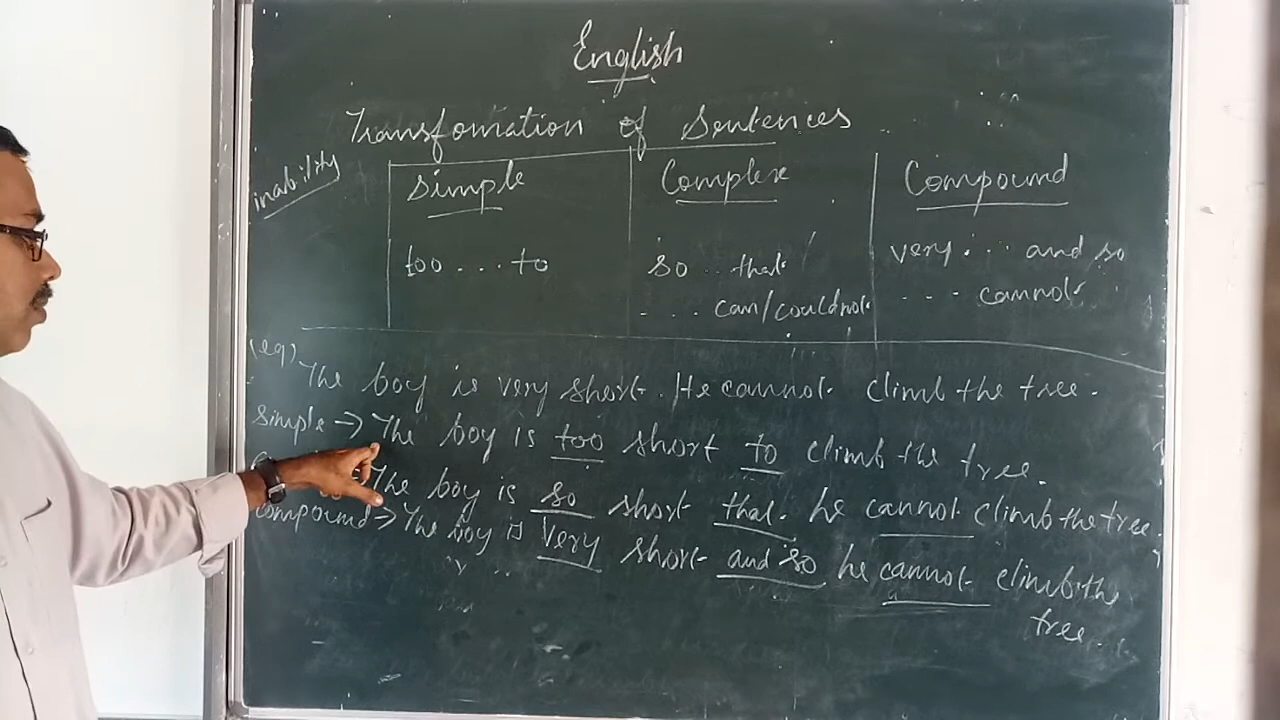 English
Transfomation of Sentences
inability
Simple Complex Compound
too ... to so .. that very ... and so
... can/couldnot ... cannot
(eg)
The boy is very short. He cannot climb the tree.
Simple → The boy is too short to climb the tree.
The boy is so short that he cannot climb the tree.
Compound → The boy is very short and so he cannot climb the
tree.